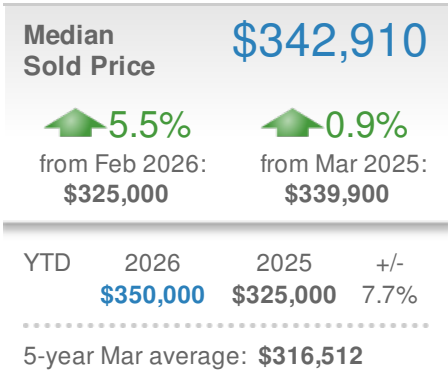 Median $342,910
Sold Price
5.5% 0.9%
from Feb 2026: from Mar 2025:
$325,000 $339,900
YTD 2026 2025 +/-
$350,000 $325,000 7.7%
5-year Mar average: $316,512